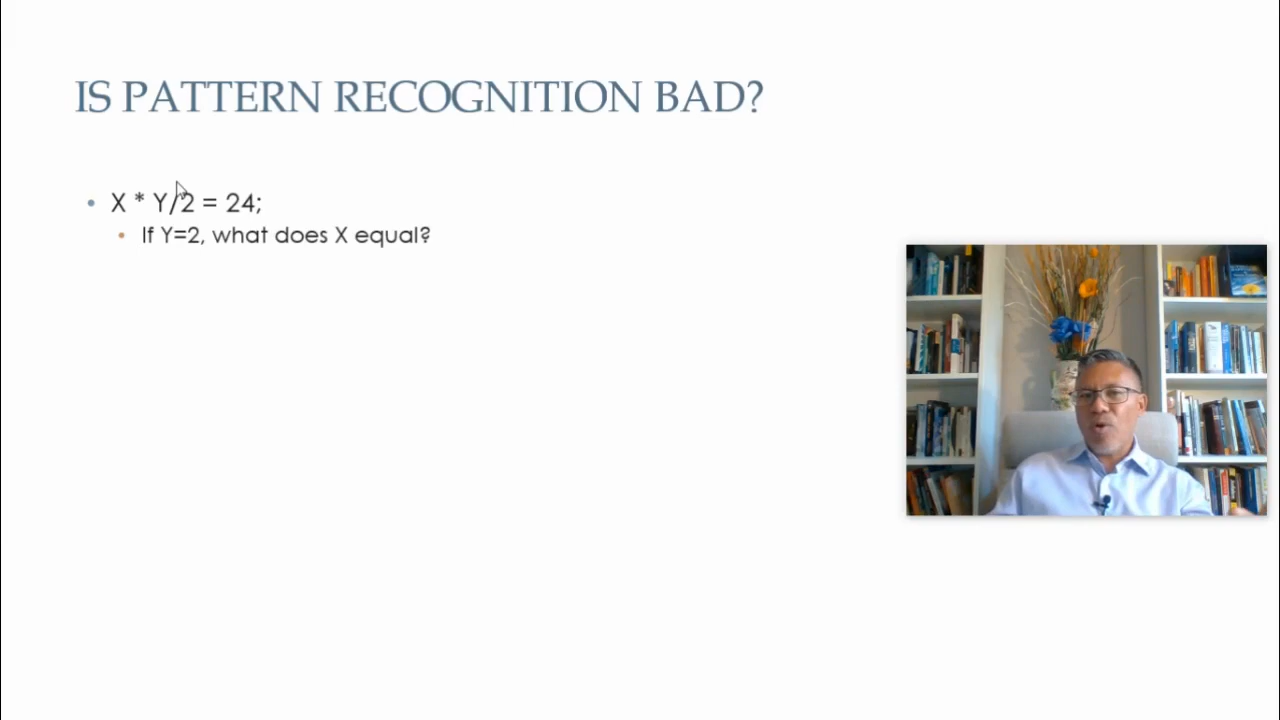 IS PATTERN RECOGNITION BAD?
X * Y/2 = 24;
If Y=2, what does X equal?